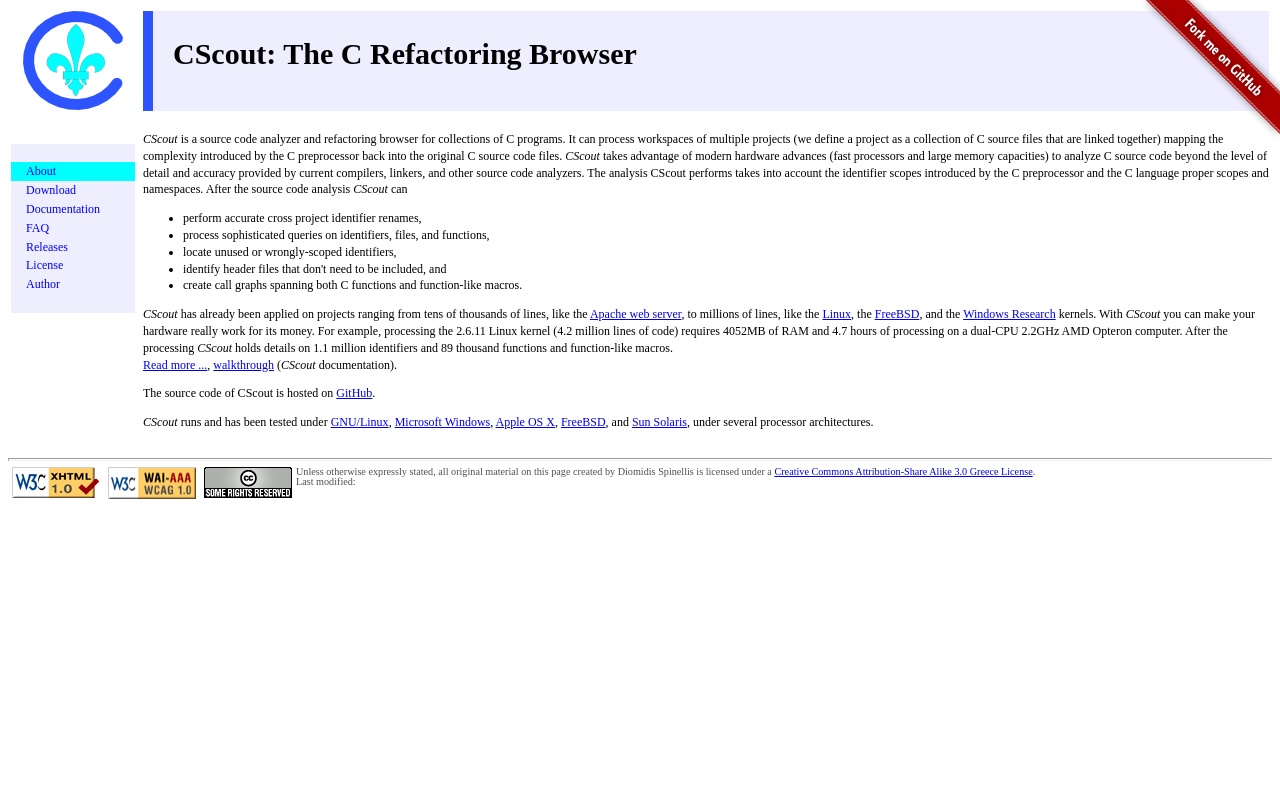 CScout: The C Refactoring Browser
Fork me on GitHub
About
Download
Documentation
FAQ
Releases
License
Author
CScout is a source code analyzer and refactoring browser for collections of C programs. It can process workspaces of multiple projects (we define a project as a collection of C source files that are linked together) mapping the
complexity introduced by the C preprocessor back into the original C source code files. CScout takes advantage of modern hardware advances (fast processors and large memory capacities) to analyze C source code beyond the level of
detail and accuracy provided by current compilers, linkers, and other source code analyzers. The analysis CScout performs takes into account the identifier scopes introduced by the C preprocessor and the C language proper scopes and
namespaces. After the source code analysis CScout can
• perform accurate cross project identifier renames,
• process sophisticated queries on identifiers, files, and functions,
• locate unused or wrongly-scoped identifiers,
• identify header files that don't need to be included, and
• create call graphs spanning both C functions and function-like macros.
CScout has already been applied on projects ranging from tens of thousands of lines, like the Apache web server, to millions of lines, like the Linux, the FreeBSD, and the Windows Research kernels. With CScout you can make your
hardware really work for its money. For example, processing the 2.6.11 Linux kernel (4.2 million lines of code) requires 4052MB of RAM and 4.7 hours of processing on a dual-CPU 2.2GHz AMD Opteron computer. After the
processing CScout holds details on 1.1 million identifiers and 89 thousand functions and function-like macros.
Read more ..., walkthrough (CScout documentation).
The source code of CScout is hosted on GitHub.
CScout runs and has been tested under GNU/Linux, Microsoft Windows, Apple OS X, FreeBSD, and Sun Solaris, under several processor architectures.
W3C XHTML 1.0
W3C WAI-AAA WCAG 1.0
cc SOME RIGHTS RESERVED
Unless otherwise expressly stated, all original material on this page created by Diomidis Spinellis is licensed under a Creative Commons Attribution-Share Alike 3.0 Greece License.
Last modified: